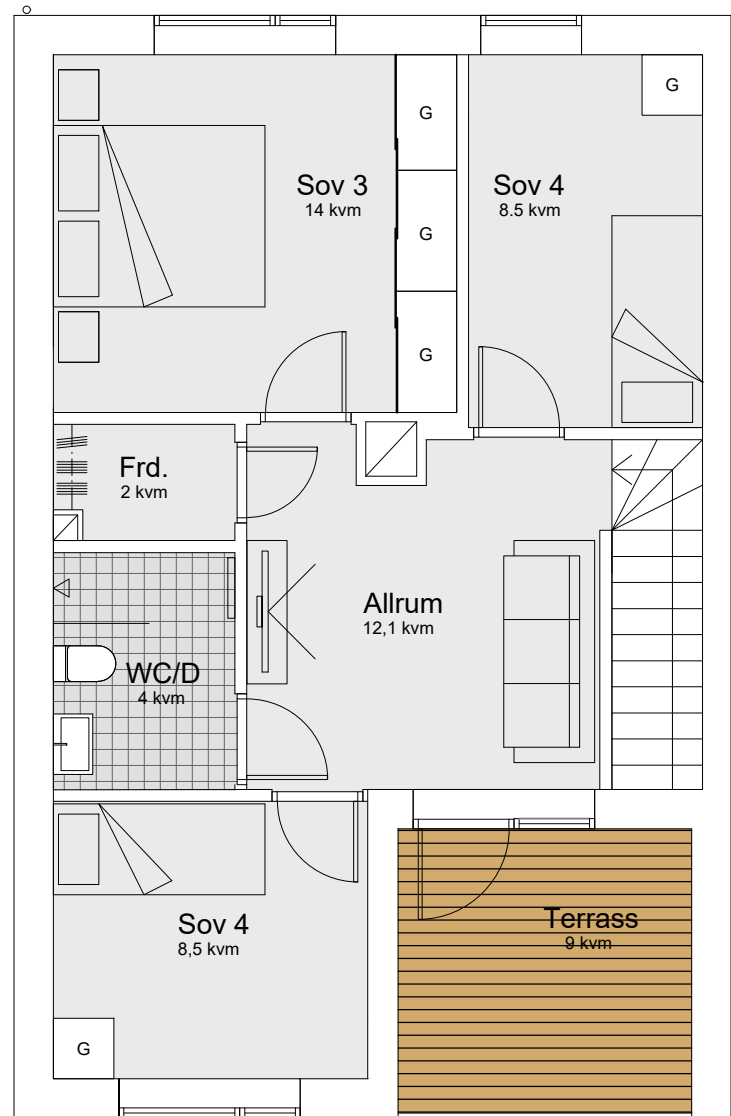 G
Sov 3
14 kvm
Sov 4
8.5 kvm
G
G
G
Frd.
2 kvm
Allrum
12,1 kvm
WC/D
4 kvm
Sov 4
8,5 kvm
Terrass
9 kvm
G